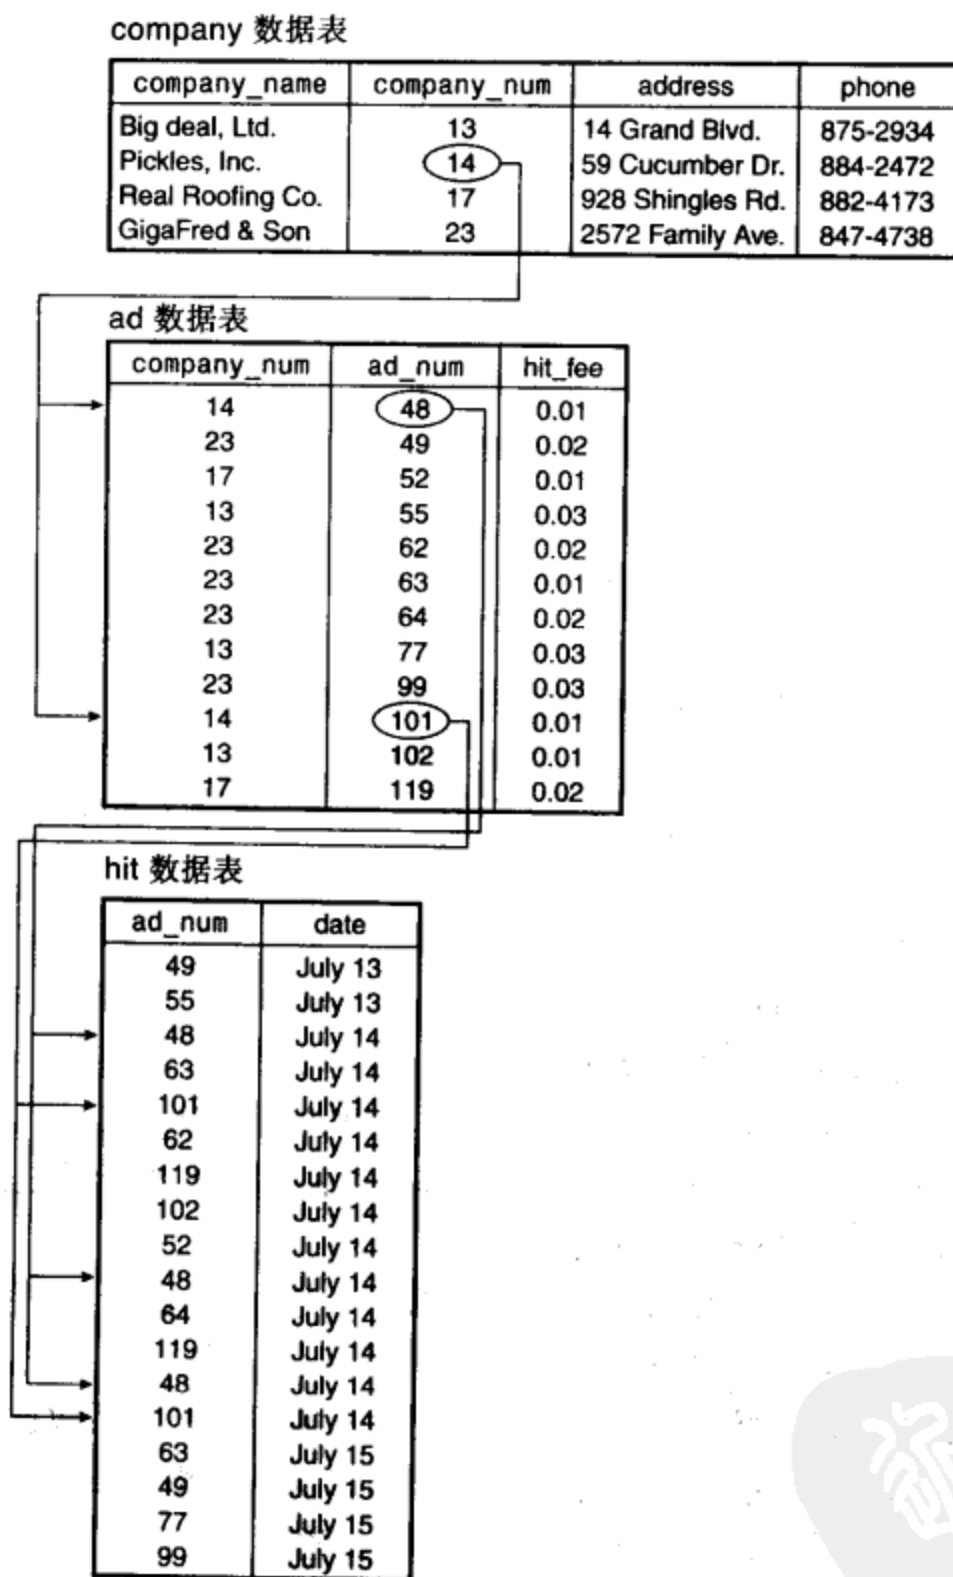 company 数据表
company_name company_num address phone
Big deal, Ltd. 13 14 Grand Blvd. 875-2934
Pickles, Inc. 14 59 Cucumber Dr. 884-2472
Real Roofing Co. 17 928 Shingles Rd. 882-4173
GigaFred & Son 23 2572 Family Ave. 847-4738
ad 数据表
company_num ad_num hit_fee
14 48 0.01
23 49 0.02
17 52 0.01
13 55 0.03
23 62 0.02
23 63 0.01
23 64 0.02
13 77 0.03
23 99 0.03
14 101 0.01
13 102 0.01
17 119 0.02
hit 数据表
ad_num date
49 July 13
55 July 13
48 July 14
63 July 14
101 July 14
62 July 14
119 July 14
102 July 14
52 July 14
48 July 14
64 July 14
119 July 14
48 July 14
101 July 14
63 July 15
49 July 15
77 July 15
99 July 15